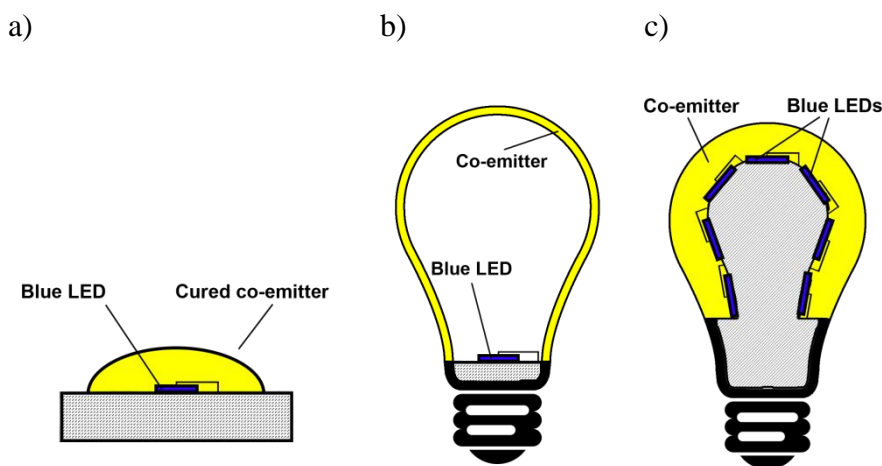 a)
b)
c)
Co-emitter
Blue LEDs
Co-emitter
Blue LED
Blue LED
Cured co-emitter